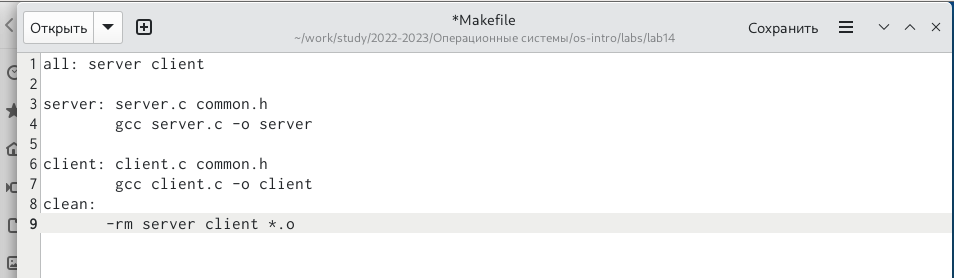 Открыть
*Makefile
~/work/study/2022-2023/Операционные системы/os-intro/labs/lab14
Сохранить
1 all: server client
2
3 server: server.c common.h
4         gcc server.c -o server
5
6 client: client.c common.h
7         gcc client.c -o client
8 clean:
9        -rm server client *.o